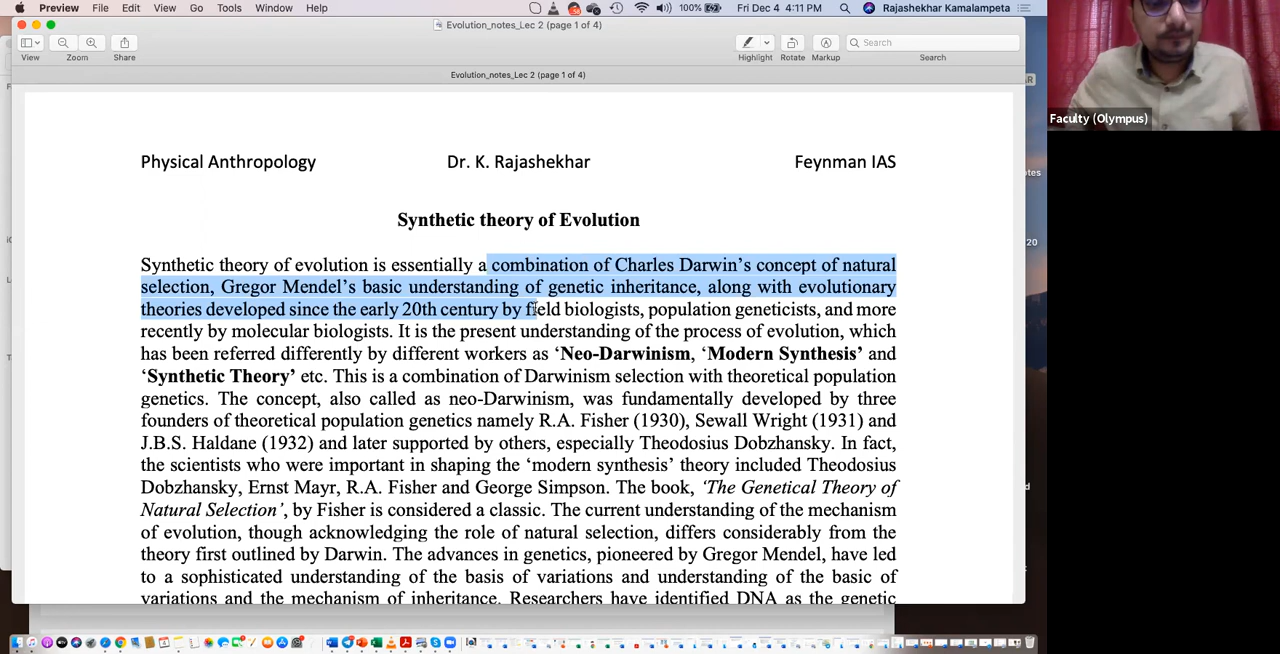 Preview File Edit View Go Tools Window Help 100% Fri Dec 4 4:11 PM Rajashekhar Kamalampeta
Evolution_notes_Lec 2 (page 1 of 4)
Search
View Zoom Share Highlight Rotate Markup Search
Evolution_notes_Lec 2 (page 1 of 4)
Faculty (Olympus)
Physical Anthropology Dr. K. Rajashekhar Feynman IAS
Synthetic theory of Evolution
Synthetic theory of evolution is essentially a combination of Charles Darwin's concept of natural
selection, Gregor Mendel's basic understanding of genetic inheritance, along with evolutionary
theories developed since the early 20th century by field biologists, population geneticists, and more
recently by molecular biologists. It is the present understanding of the process of evolution, which
has been referred differently by different workers as ‘Neo-Darwinism, ‘Modern Synthesis’ and
‘Synthetic Theory’ etc. This is a combination of Darwinism selection with theoretical population
genetics. The concept, also called as neo-Darwinism, was fundamentally developed by three
founders of theoretical population genetics namely R.A. Fisher (1930), Sewall Wright (1931) and
J.B.S. Haldane (1932) and later supported by others, especially Theodosius Dobzhansky. In fact,
the scientists who were important in shaping the ‘modern synthesis’ theory included Theodosius
Dobzhansky, Ernst Mayr, R.A. Fisher and George Simpson. The book, ‘The Genetical Theory of
Natural Selection’, by Fisher is considered a classic. The current understanding of the mechanism
of evolution, though acknowledging the role of natural selection, differs considerably from the
theory first outlined by Darwin. The advances in genetics, pioneered by Gregor Mendel, have led
to a sophisticated understanding of the basis of variations and understanding of the basic of
variations and the mechanism of inheritance. Researchers have identified DNA as the genetic